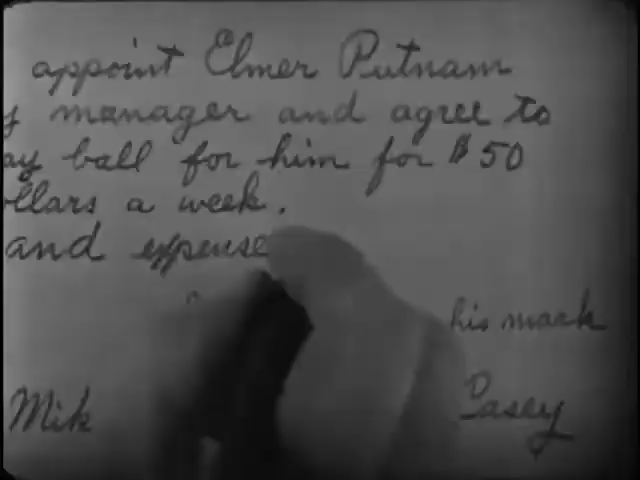 appoint Elmer Putnam
y manager and agree to
ay ball for him for $50
ollars a week.
and expense
his mark
Mik Casey